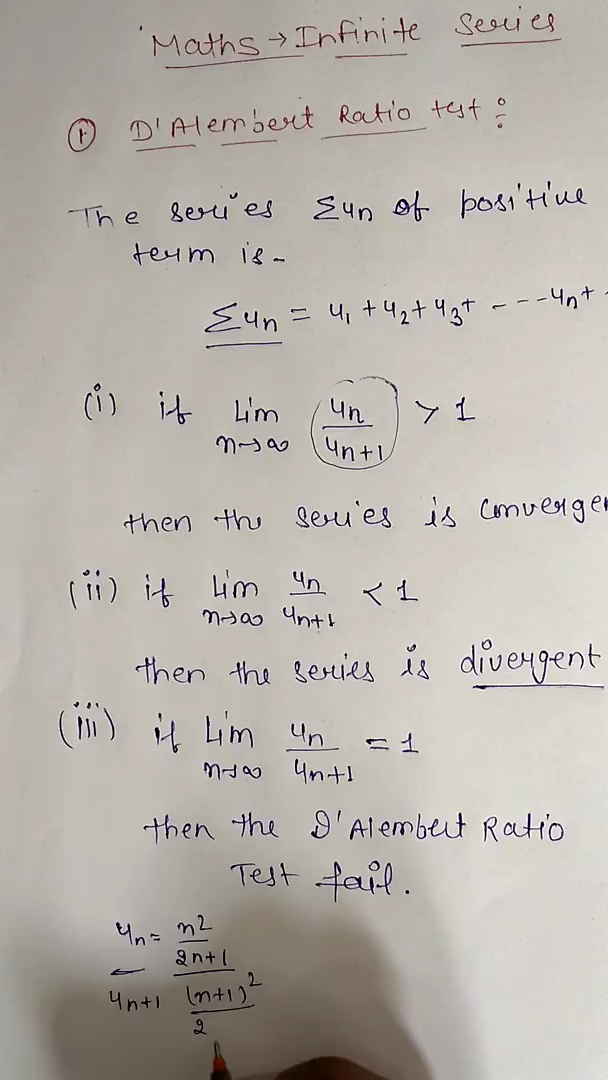 Maths → Infinite Series
① D'Alembert Ratio test :
The series Σun of positive
term is -
Σun = u1 + u2 + u3 + ---- un +
(i) if Lim n→∞ un/un+1 > 1
then the series is converge
(ii) if Lim n→∞ un/un+1 < 1
then the series is divergent
(iii) if Lim n→∞ un/un+1 = 1
then the D'Alembert Ratio
Test fail.
un = n2/2n+1
un+1 (n+1)2/2